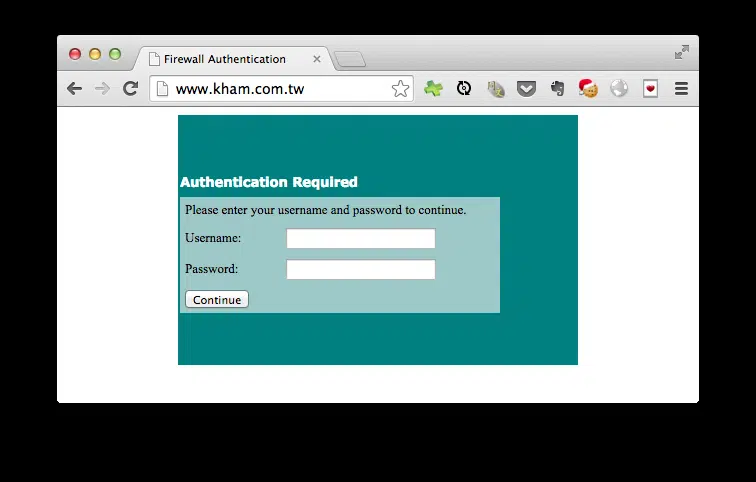 Firewall Authentication
www.kham.com.tw
Authentication Required
Please enter your username and password to continue.
Username:
Password:
Continue